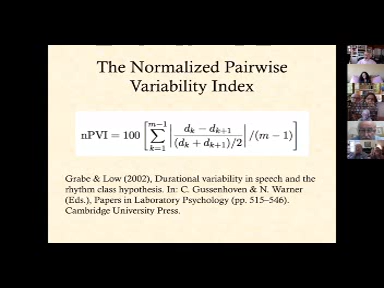 The Normalized Pairwise
Variability Index
nPVI = 100 [ \sum_{k=1}^{m-1} | \frac{d_k - d_{k+1}}{(d_k + d_{k+1})/2} | /(m - 1) ]
Grabe & Low (2002), Durational variability in speech and the
rhythm class hypothesis. In: C. Gussenhoven & N. Warner
(Eds.), Papers in Laboratory Psychology (pp. 515–546).
Cambridge University Press.